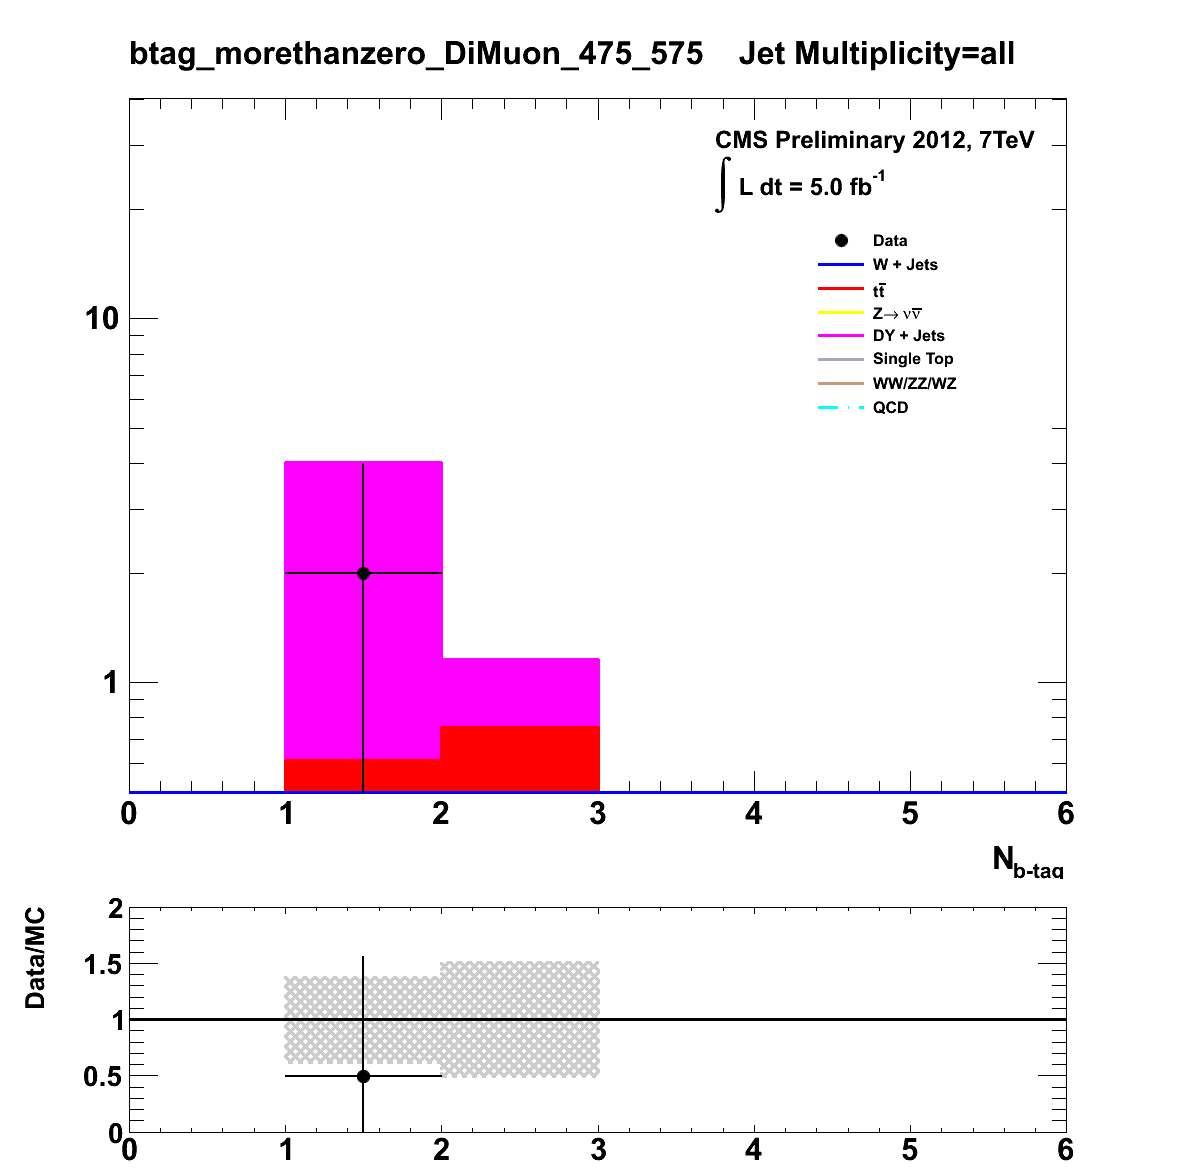 btag_morethanzero_DiMuon_475_575 Jet Multiplicity=all
CMS Preliminary 2012, 7TeV
∫ L dt = 5.0 fb⁻¹
Data
W + Jets
tt̅
Z→ νν̅
DY + Jets
Single Top
WW/ZZ/WZ
QCD
10
1
0 1 2 3 4 5 6
N_b-tag
Data/MC
2
1.5
1
0.5
0
0 1 2 3 4 5 6